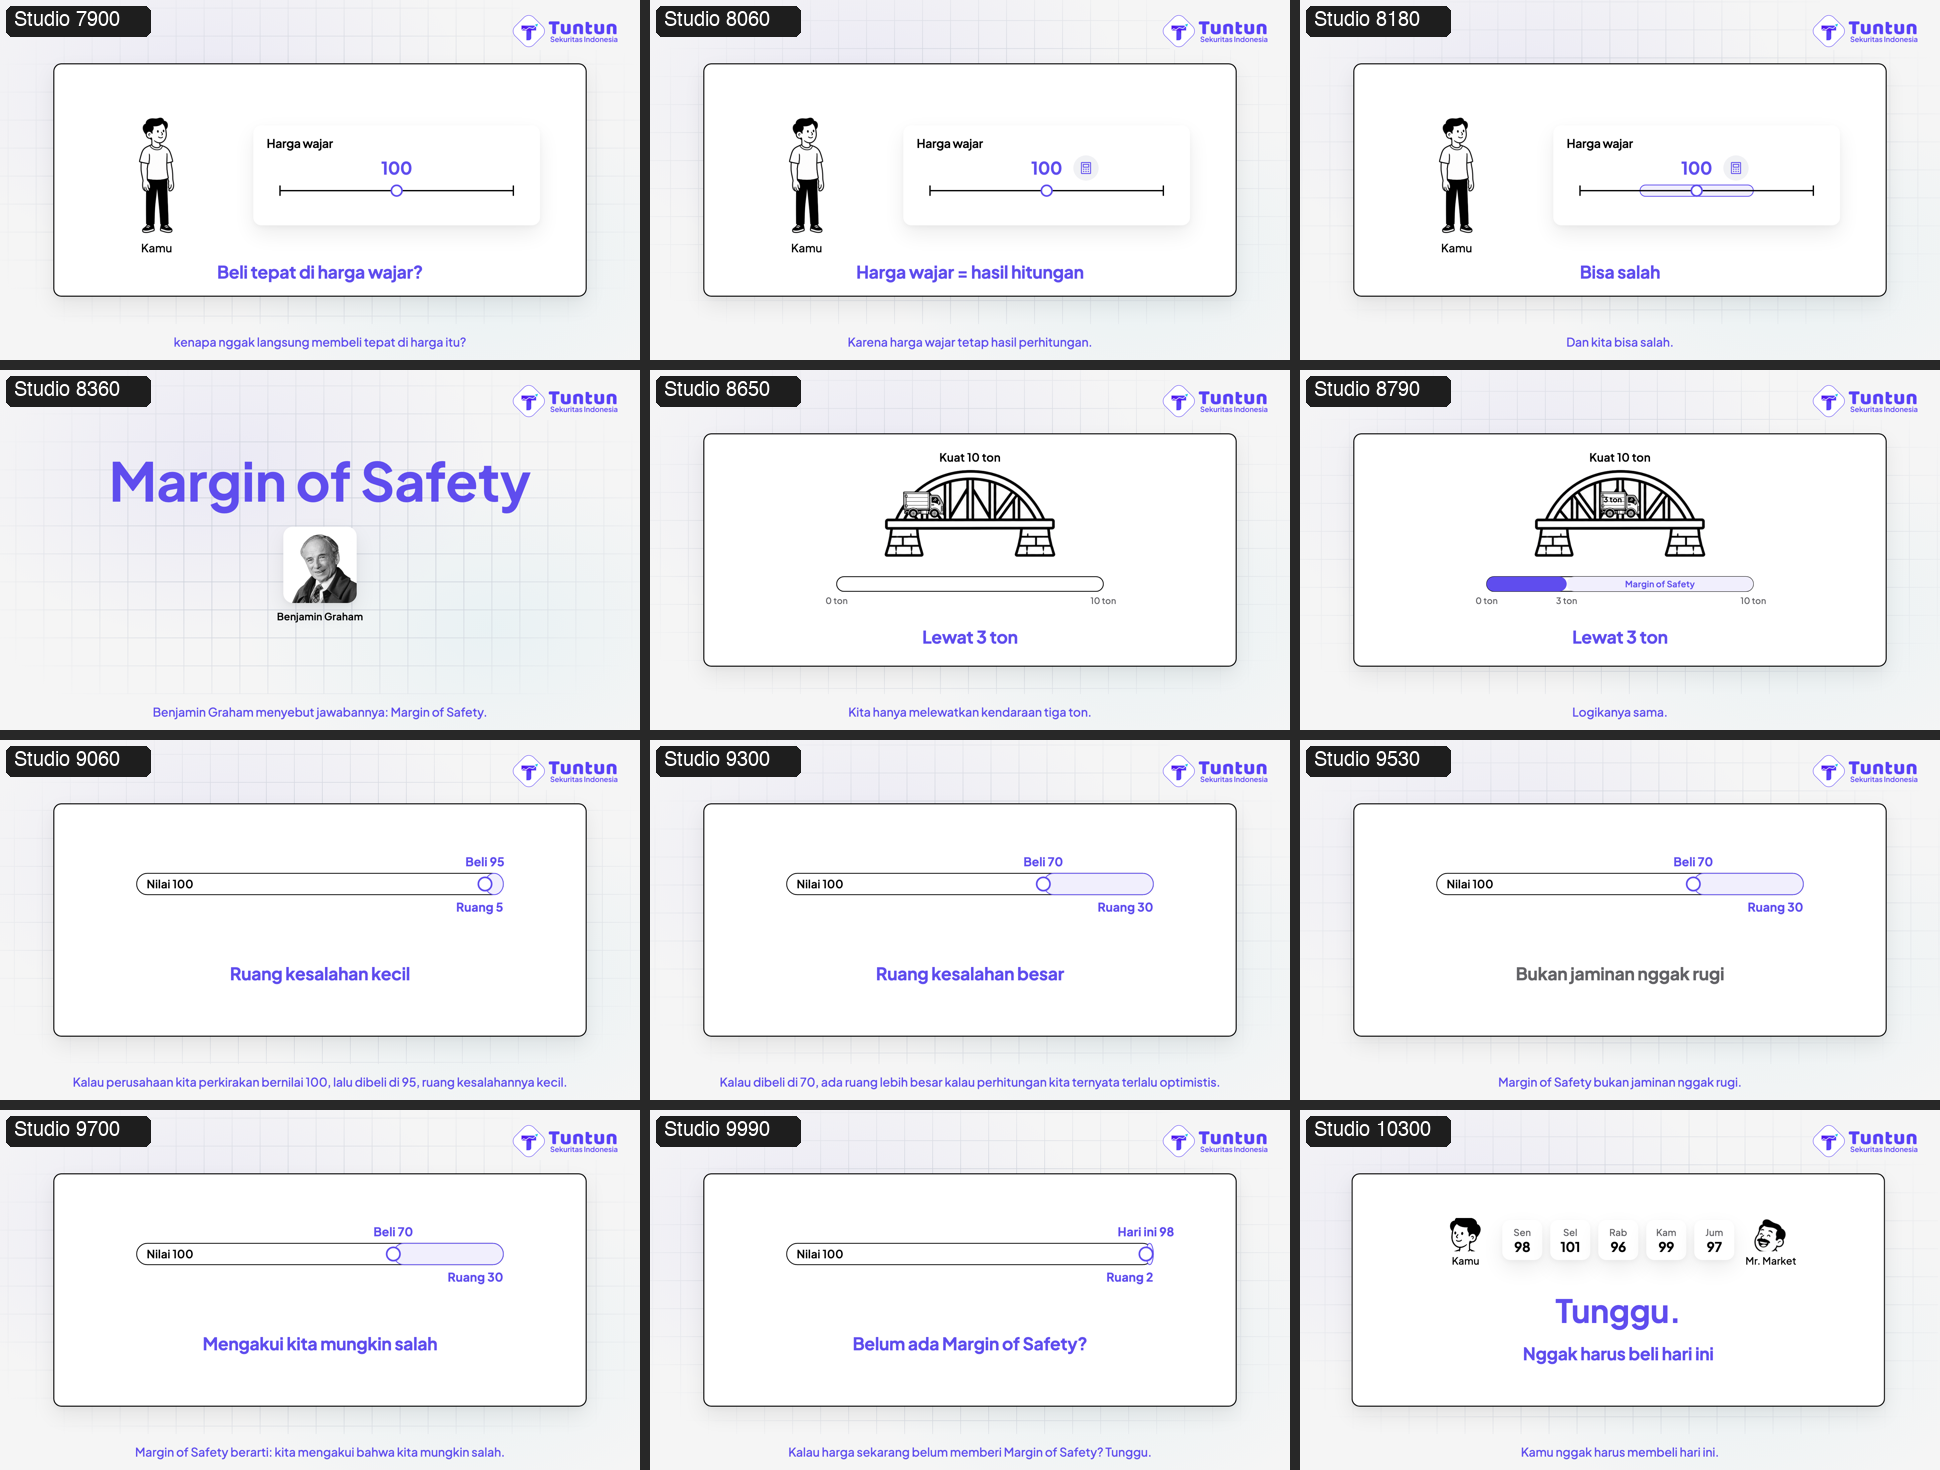 Studio 7900
Tuntun
Sekuritas Indonesia
Harga wajar
100
Kamu
Beli tepat di harga wajar?
kenapa nggak langsung membeli tepat di harga itu?
Studio 8060
Tuntun
Sekuritas Indonesia
Harga wajar
100
Kamu
Harga wajar = hasil hitungan
Karena harga wajar tetap hasil perhitungan.
Studio 8180
Tuntun
Sekuritas Indonesia
Harga wajar
100
Kamu
Bisa salah
Dan kita bisa salah.
Studio 8360
Tuntun
Sekuritas Indonesia
Margin of Safety
Benjamin Graham
Benjamin Graham menyebut jawabannya: Margin of Safety.
Studio 8650
Tuntun
Sekuritas Indonesia
Kuat 10 ton
0 ton 10 ton
Lewat 3 ton
Kita hanya melewatkan kendaraan tiga ton.
Studio 8790
Tuntun
Sekuritas Indonesia
Kuat 10 ton
3 ton
Margin of Safety
0 ton 3 ton 10 ton
Lewat 3 ton
Logikanya sama.
Studio 9060
Tuntun
Sekuritas Indonesia
Beli 95
Nilai 100
Ruang 5
Ruang kesalahan kecil
Kalau perusahaan kita perkirakan bernilai 100, lalu dibeli di 95, ruang kesalahannya kecil.
Studio 9300
Tuntun
Sekuritas Indonesia
Beli 70
Nilai 100
Ruang 30
Ruang kesalahan besar
Kalau dibeli di 70, ada ruang lebih besar kalau perhitungan kita ternyata terlalu optimistis.
Studio 9530
Tuntun
Sekuritas Indonesia
Beli 70
Nilai 100
Ruang 30
Bukan jaminan nggak rugi
Margin of Safety bukan jaminan nggak rugi.
Studio 9700
Tuntun
Sekuritas Indonesia
Beli 70
Nilai 100
Ruang 30
Mengakui kita mungkin salah
Margin of Safety berarti: kita mengakui bahwa kita mungkin salah.
Studio 9990
Tuntun
Sekuritas Indonesia
Hari ini 98
Nilai 100
Ruang 2
Belum ada Margin of Safety?
Kalau harga sekarang belum memberi Margin of Safety? Tunggu.
Studio 10300
Tuntun
Sekuritas Indonesia
Sen Sel Rab Kam Jum
98 101 96 99 97
Kamu Mr. Market
Tunggu.
Nggak harus beli hari ini
Kamu nggak harus membeli hari ini.